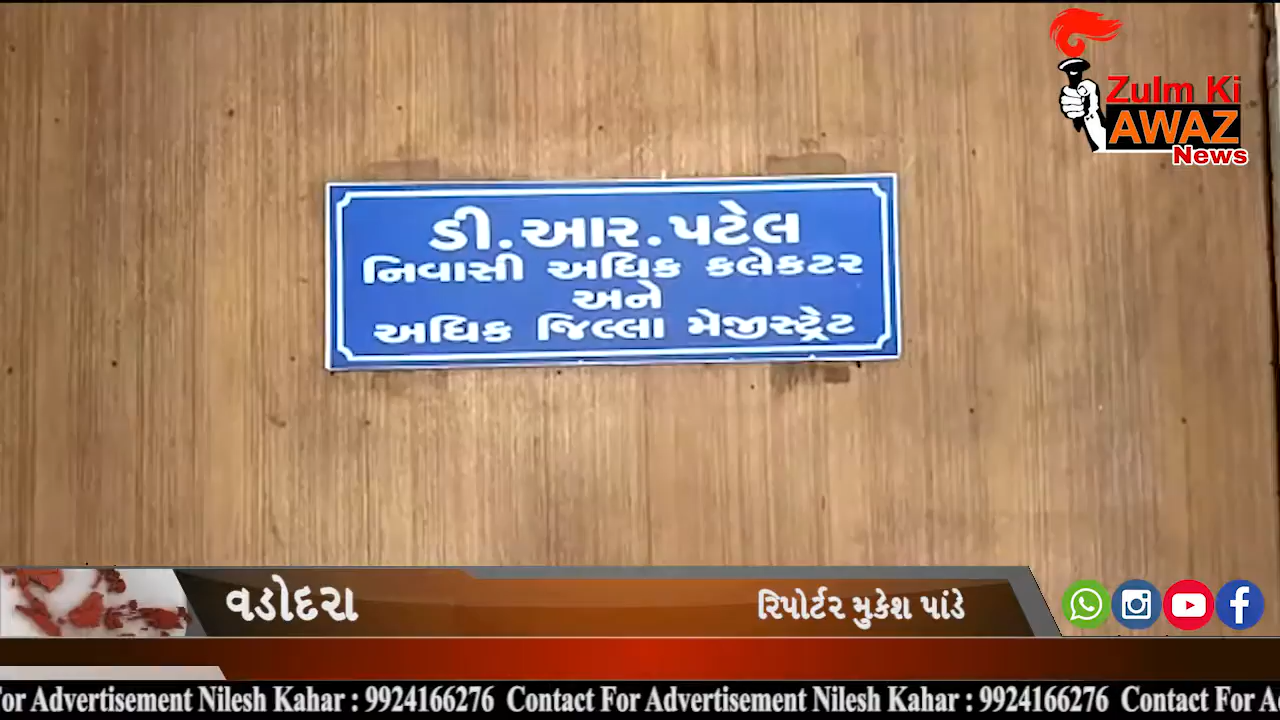 Zulm Ki
AWAZ
News
ડી.આર.પટેલ
નિવાસી અધિક કલેકટર
અને
અધિક જિલ્લા મેજીસ્ટ્રેટ
વડોદરા
રિપોર્ટર મુકેશ પાંડે
For Advertisement Nilesh Kahar : 9924166276 Contact For Advertisement Nilesh Kahar : 9924166276 Contact For A